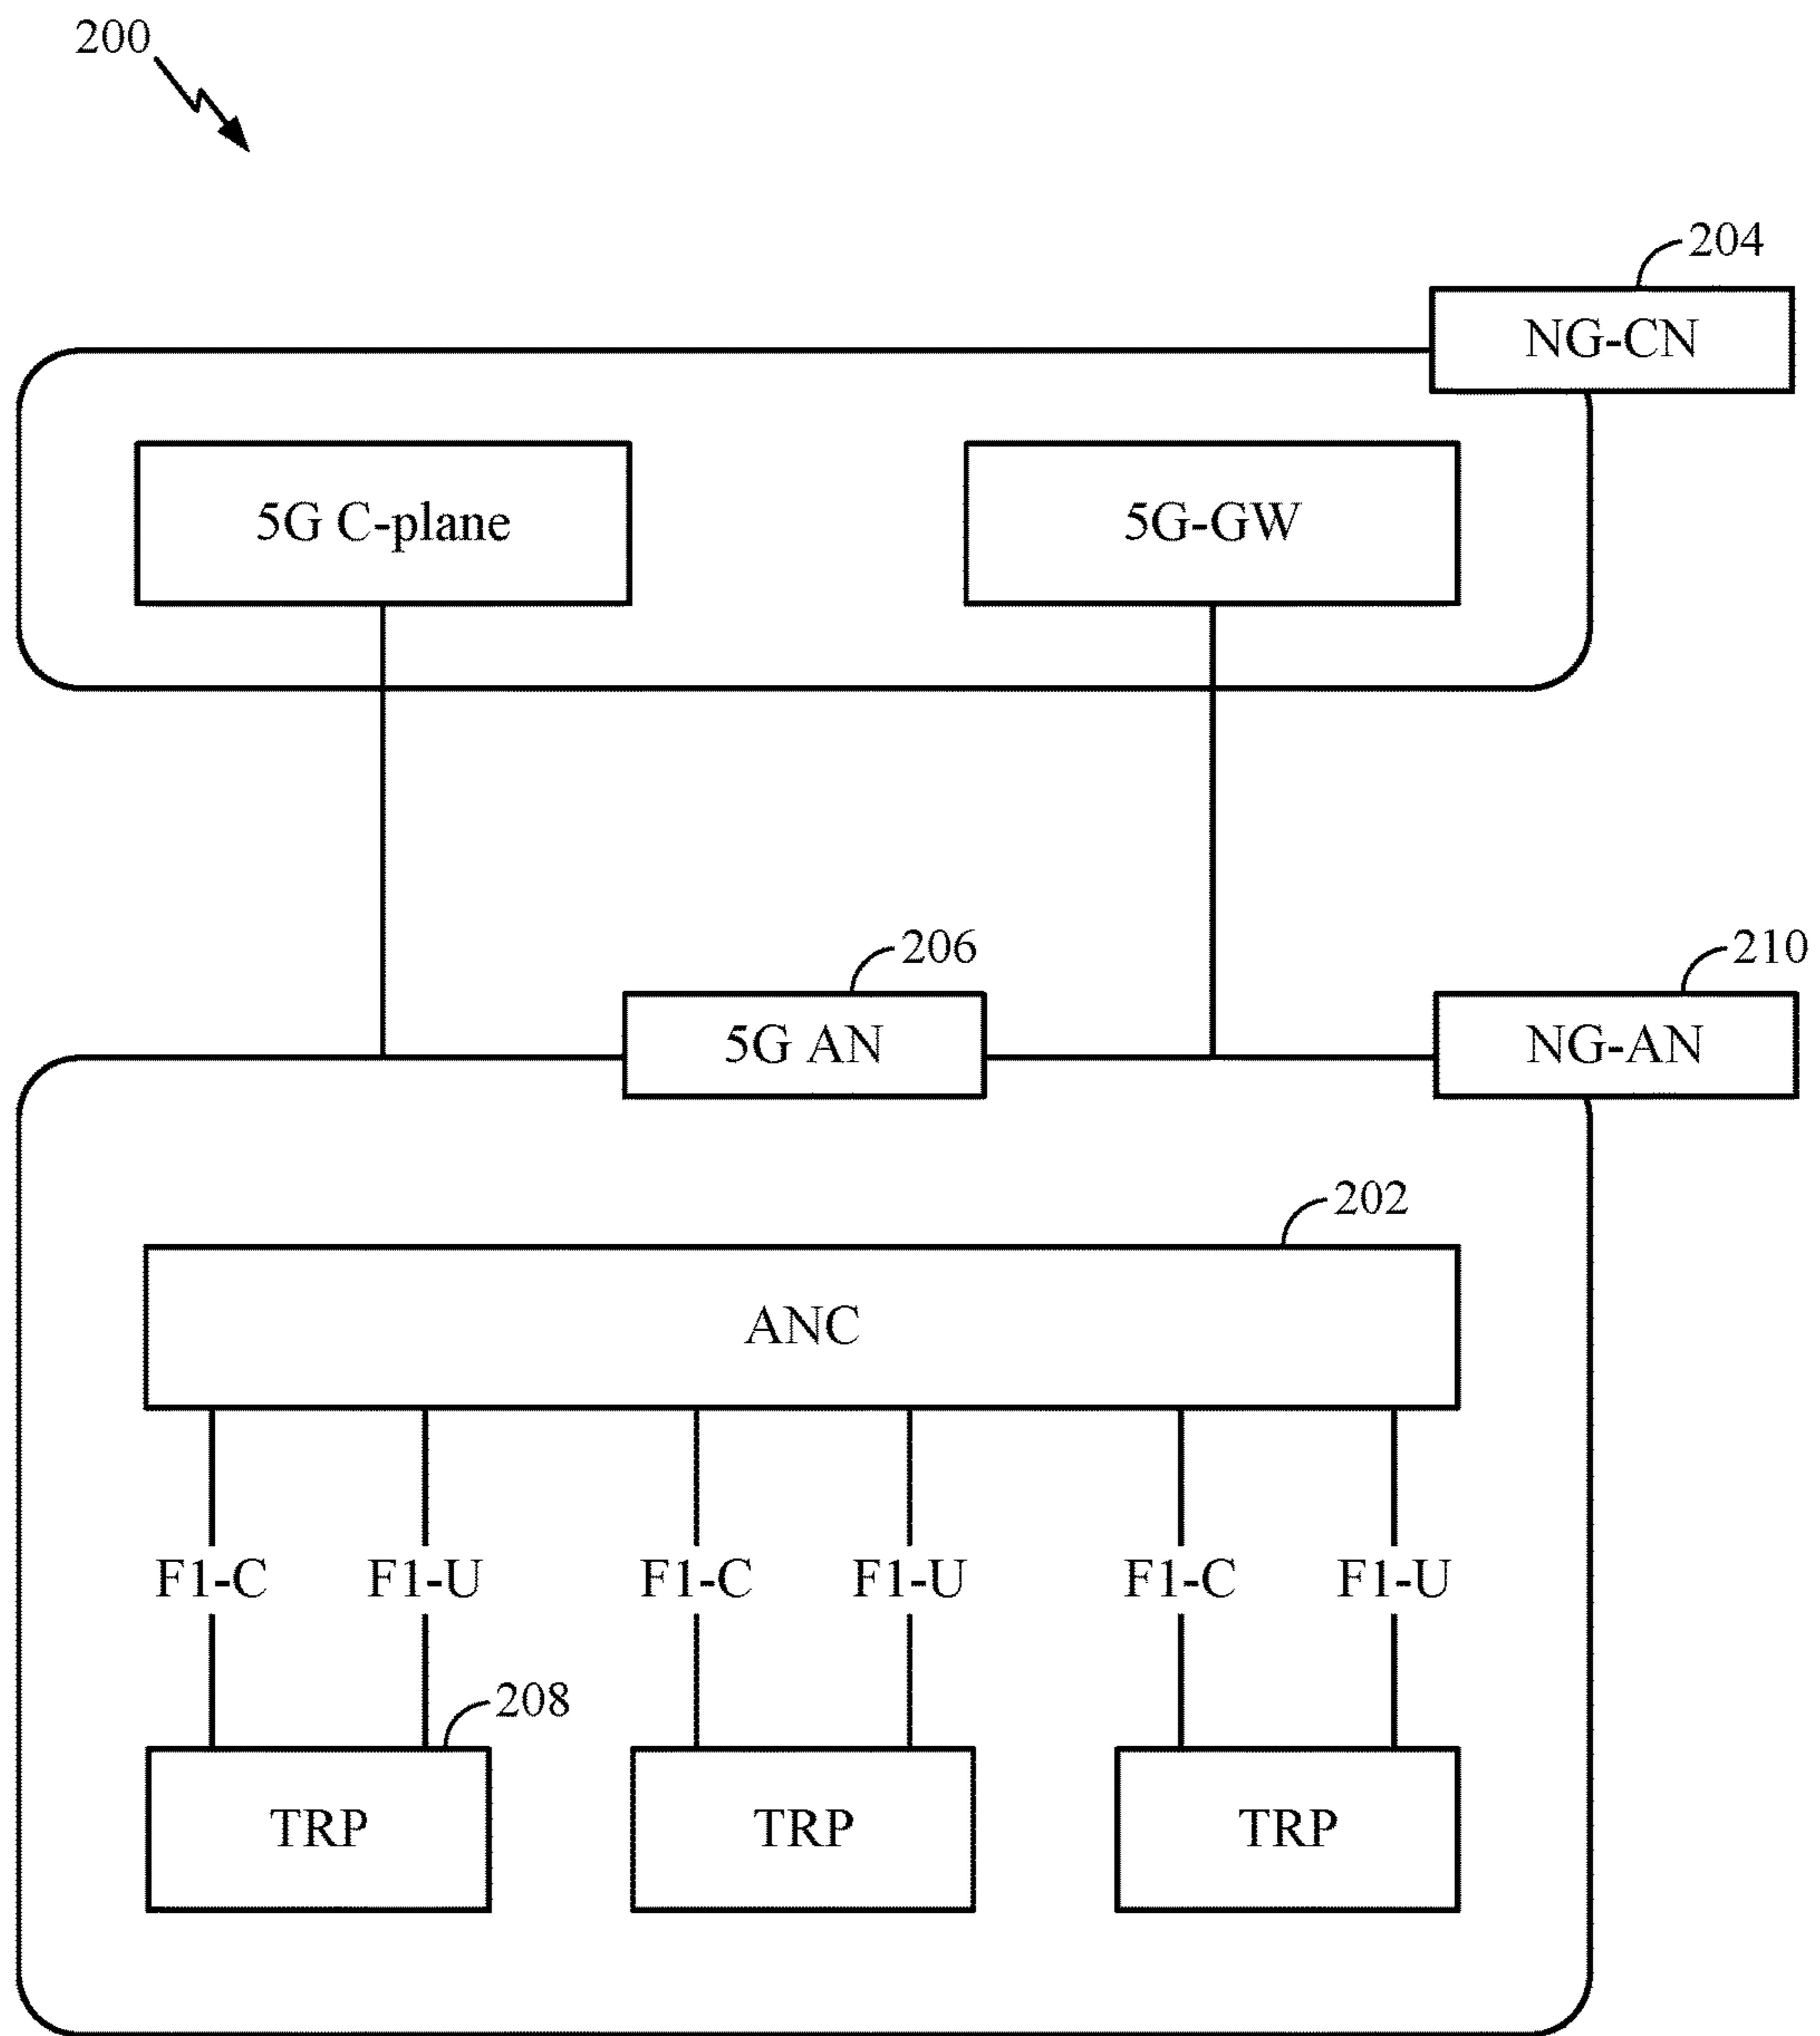 200
204
NG-CN
5G C-plane
5G-GW
206
210
5G AN
NG-AN
202
ANC
F1-C
F1-U
F1-C
F1-U
F1-C
F1-U
208
TRP
TRP
TRP